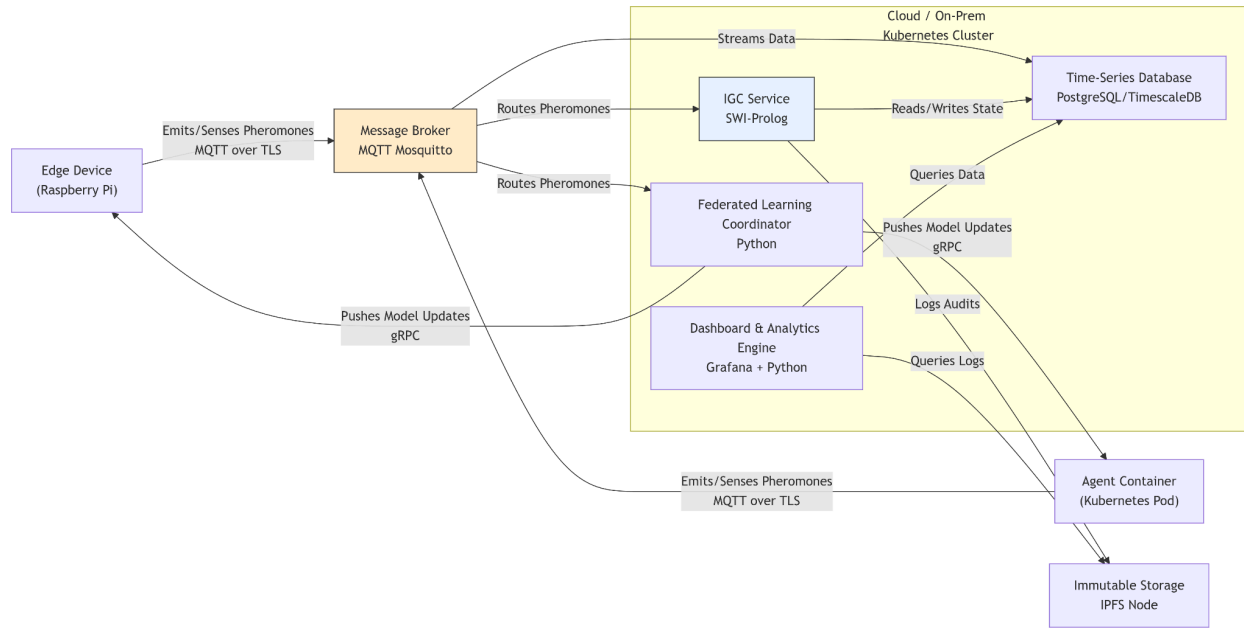 Cloud / On-Prem
Kubernetes Cluster
Streams Data
Time-Series Database
PostgreSQL/TimescaleDB
IGC Service
SWI-Prolog
Routes Pheromones
Reads/Writes State
Emits/Senses Pheromones
MQTT over TLS
Message Broker
MQTT Mosquitto
Edge Device
(Raspberry Pi)
Routes Pheromones
Queries Data
Federated Learning
Coordinator
Python
Pushes Model Updates
gRPC
Logs Audits
Pushes Model Updates
gRPC
Dashboard & Analytics
Engine
Grafana + Python
Queries Logs
Emits/Senses Pheromones
MQTT over TLS
Agent Container
(Kubernetes Pod)
Immutable Storage
IPFS Node